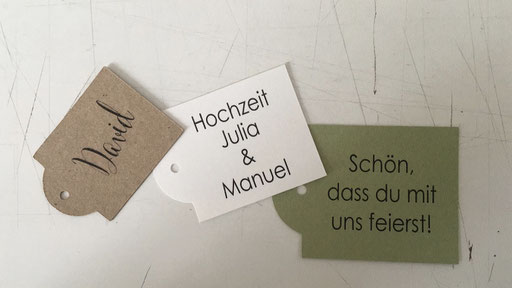 David
Hochzeit
Julia
&
Manuel
Schön,
dass du mit
uns feierst!